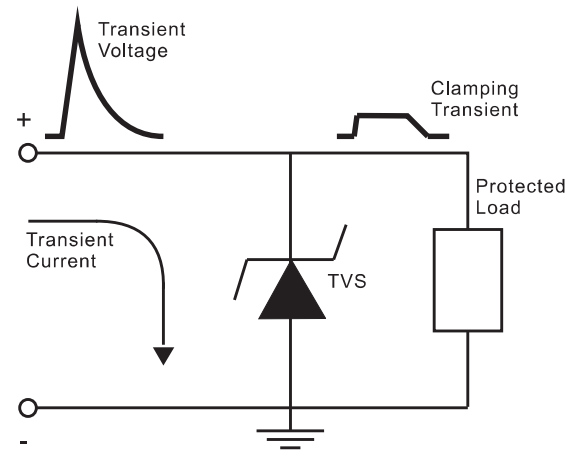 Transient
Voltage
Clamping
Transient
+
Protected
Load
Transient
Current
TVS
-